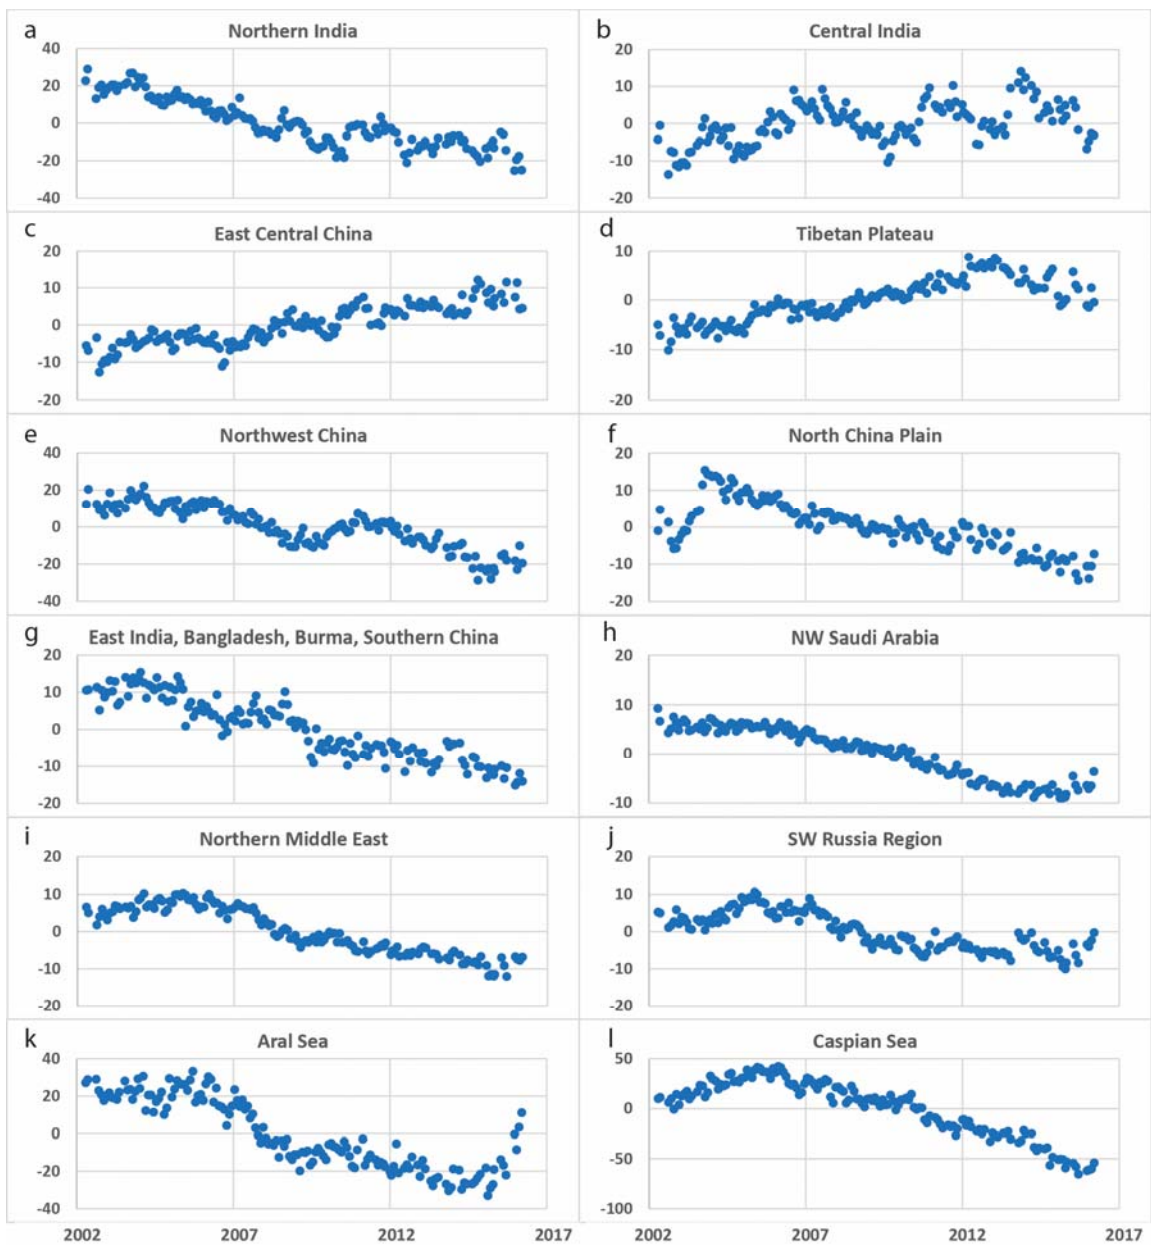 a
Northern India
40
20
0
-20
-40
b
Central India
20
10
0
-10
-20
c
East Central China
20
10
0
-10
-20
d
Tibetan Plateau
10
0
-10
-20
e
Northwest China
40
20
0
-20
-40
f
North China Plain
20
10
0
-10
-20
g
East India, Bangladesh, Burma, Southern China
20
10
0
-10
-20
h
NW Saudi Arabia
20
10
0
-10
i
Northern Middle East
20
10
0
-10
-20
j
SW Russia Region
20
10
0
-10
-20
k
Aral Sea
40
20
0
-20
-40
2002 2007 2012 2017
l
Caspian Sea
50
0
-50
-100
2002 2007 2012 2017